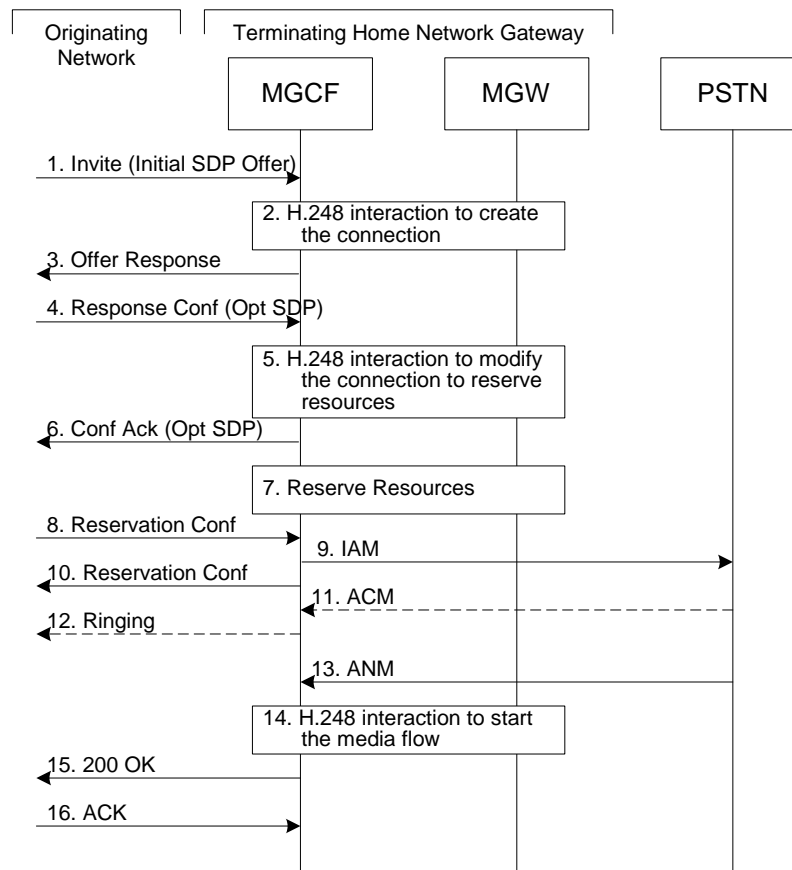 Originating
Network
Terminating Home Network Gateway
MGCF
MGW
PSTN
1. Invite (Initial SDP Offer)
2. H.248 interaction to create
the connection
3. Offer Response
4. Response Conf (Opt SDP)
5. H.248 interaction to modify
the connection to reserve
resources
6. Conf Ack (Opt SDP)
7. Reserve Resources
8. Reservation Conf
9. IAM
10. Reservation Conf
11. ACM
12. Ringing
13. ANM
14. H.248 interaction to start
the media flow
15. 200 OK
16. ACK